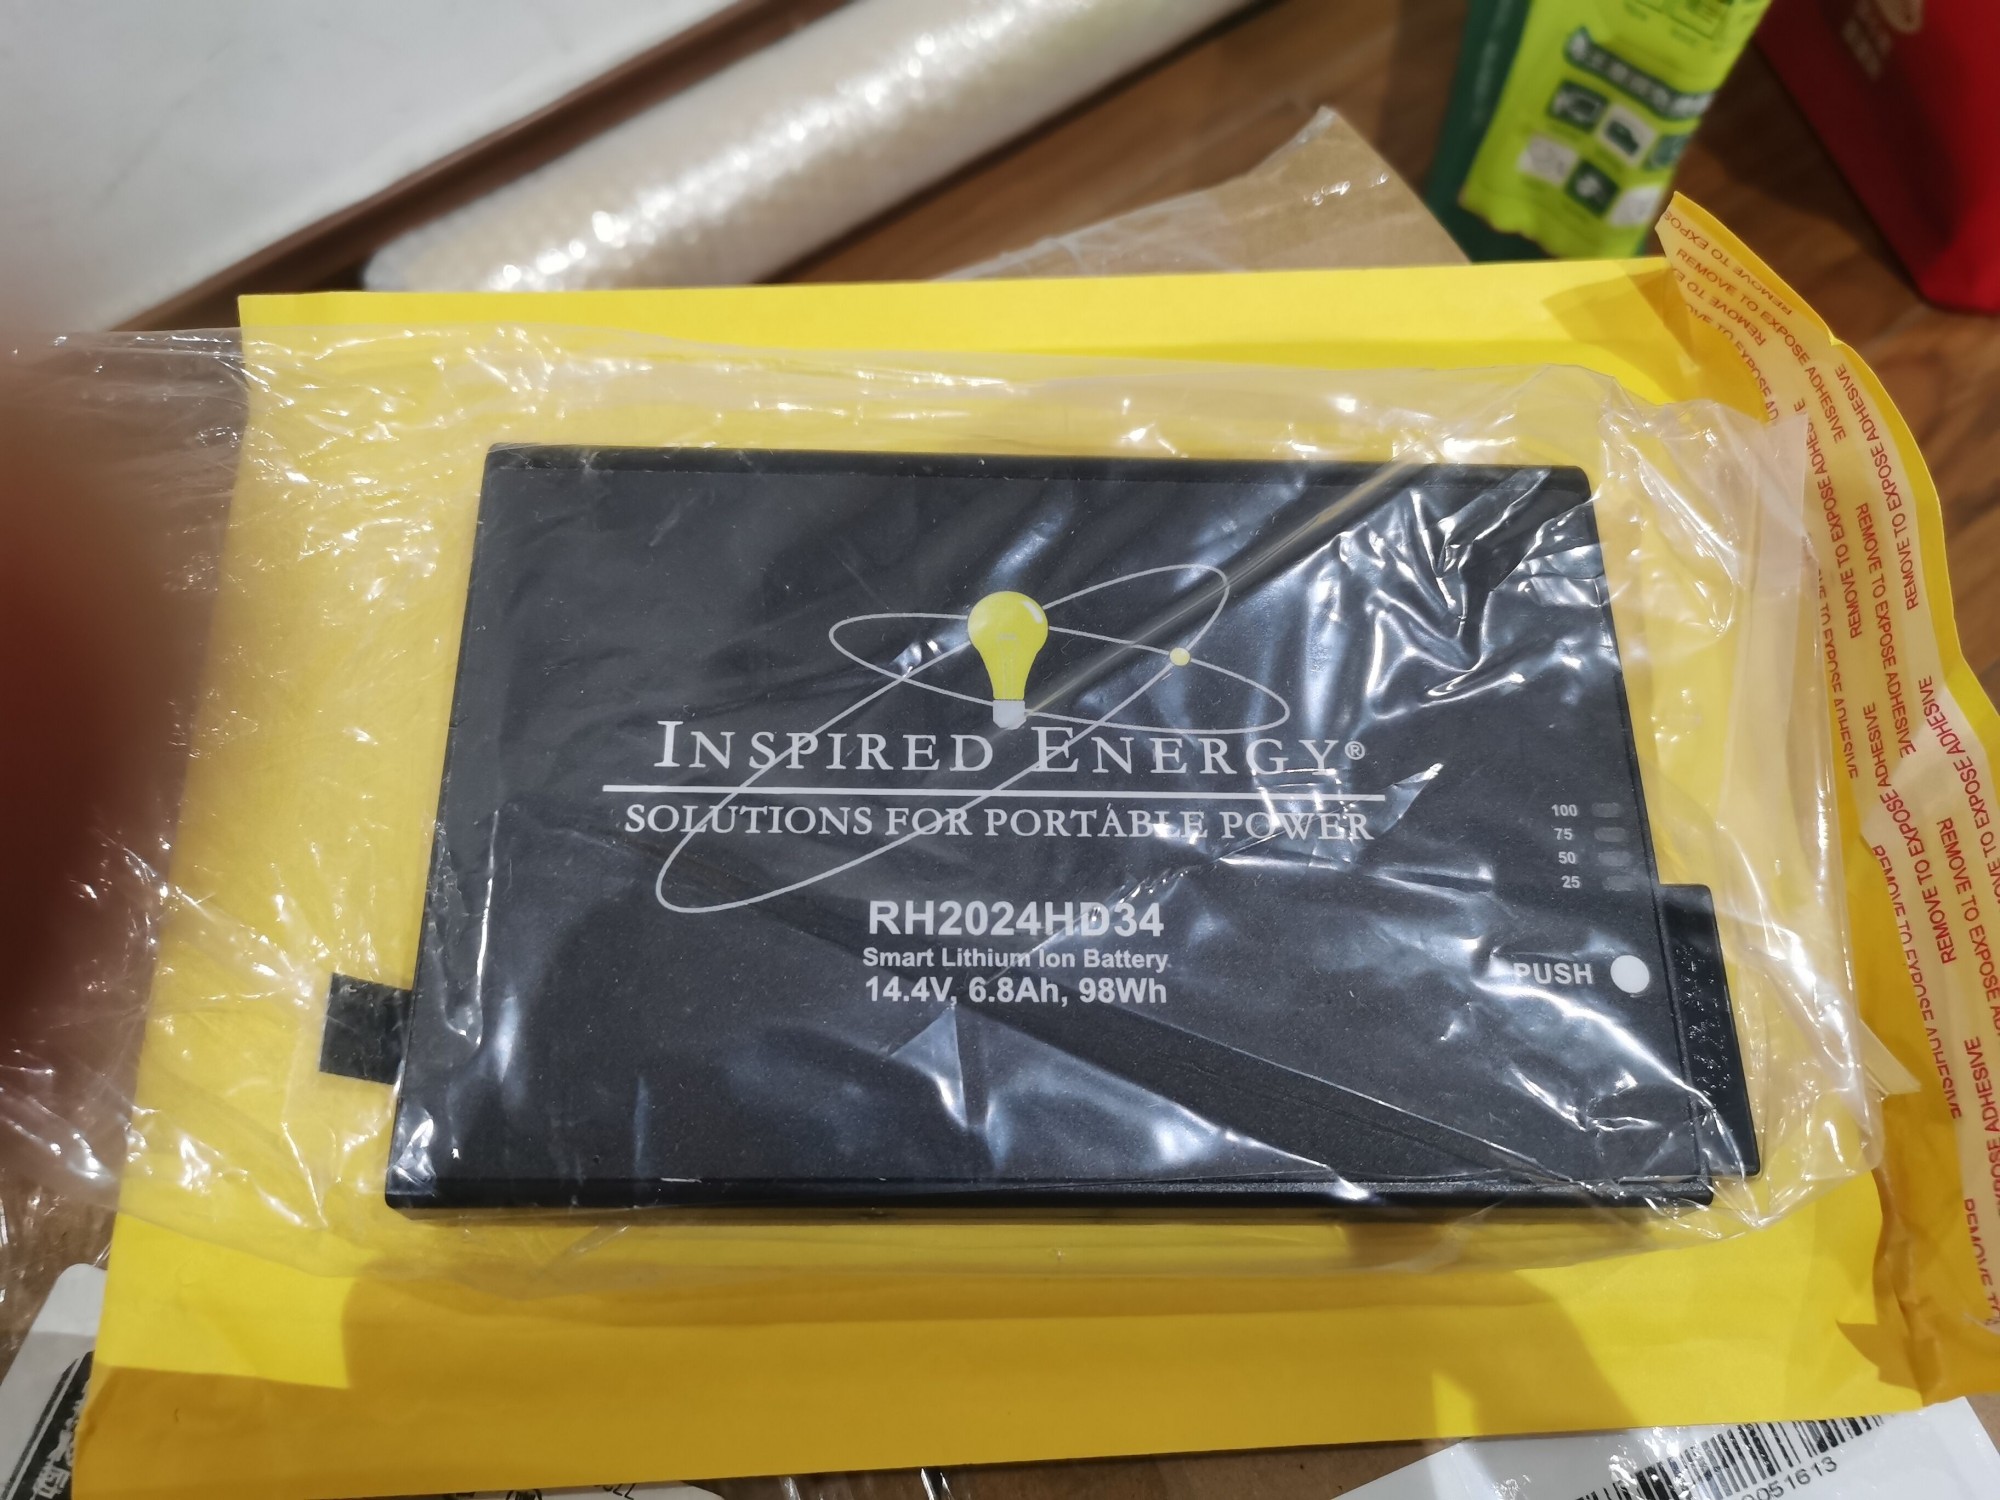 INSPIRED ENERGY®
SOLUTIONS FOR PORTABLE POWER
100
75
50
25
RH2024HD34
Smart Lithium Ion Battery
14.4V, 6.8Ah, 98Wh
PUSH
REMOVE TO EXPOSE ADHESIVE
REMOVE TO EXPOSE ADHESIVE
REMOVE TO EXPOSE ADHESIVE
051613